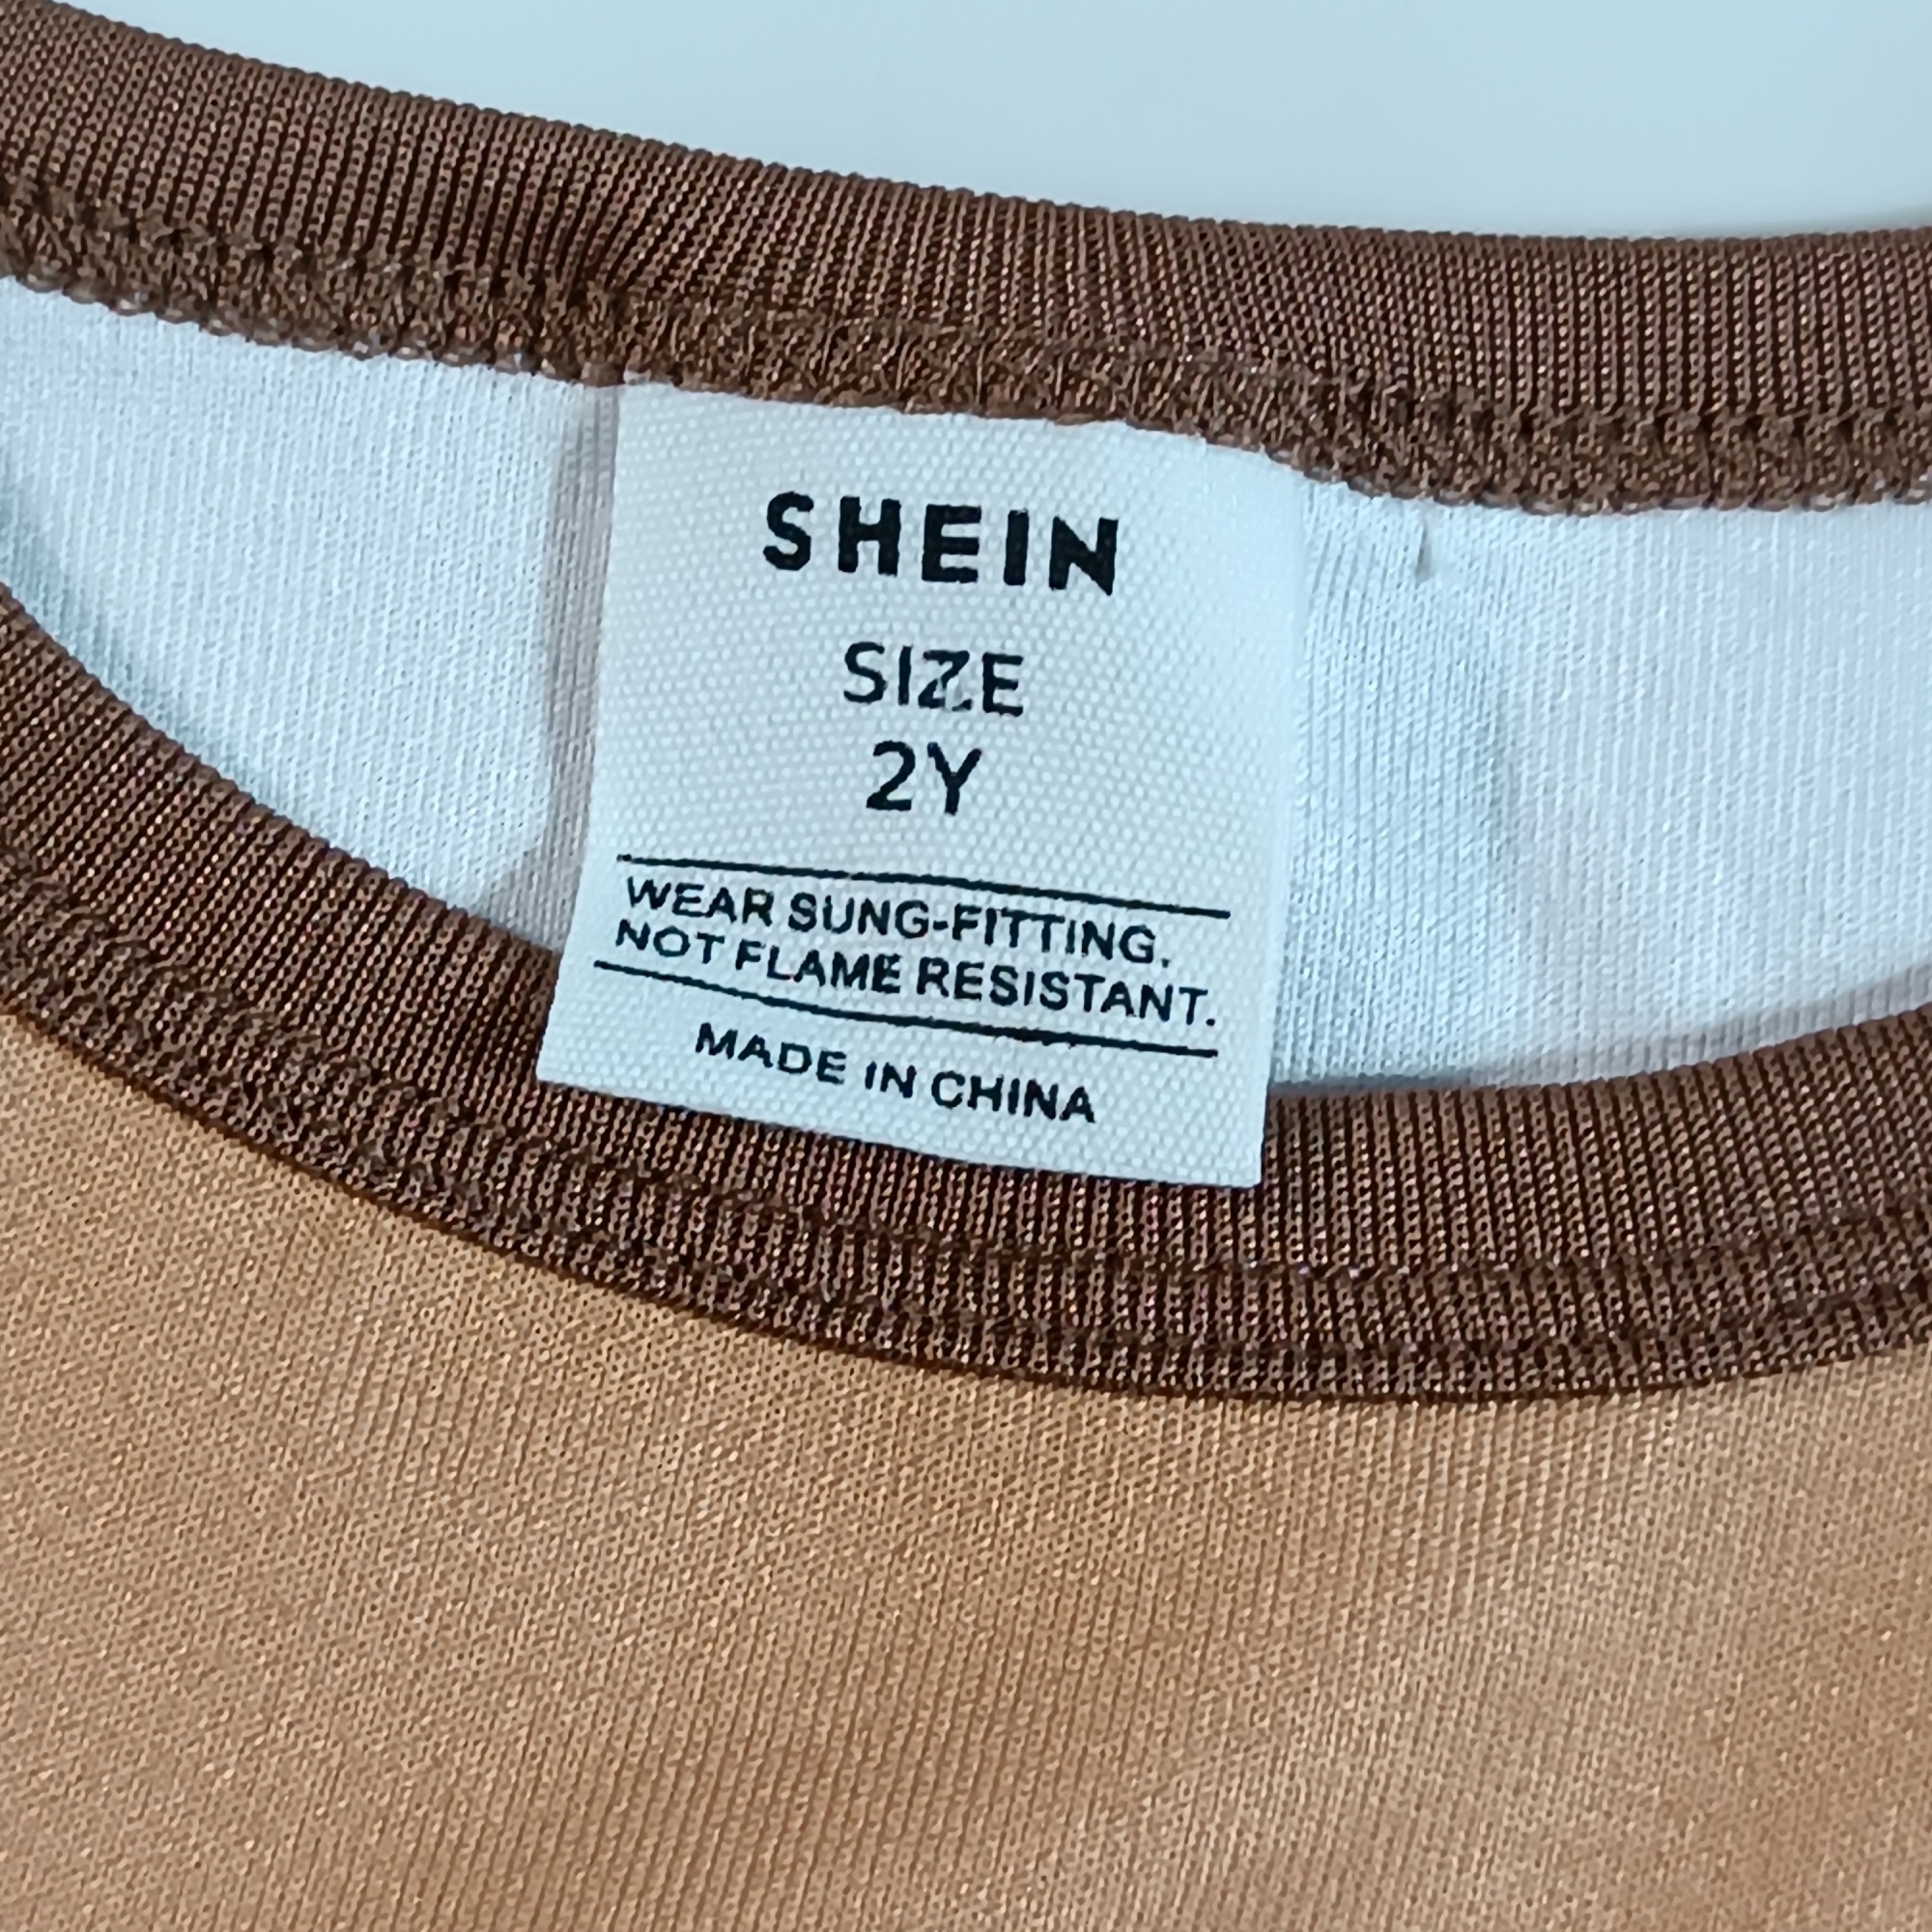 SHEIN
SIZE
2Y
WEAR SUNG-FITTING.
NOT FLAME RESISTANT.
MADE IN CHINA